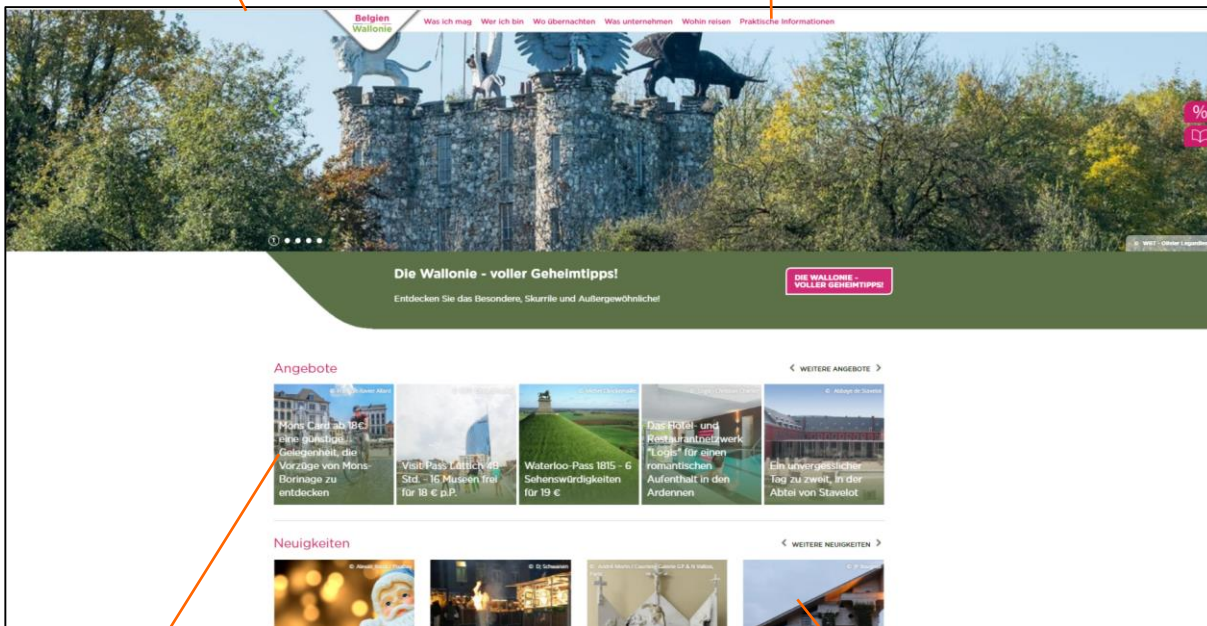 Belgien
Wallonie
Was ich mag Wer ich bin Wo übernachten Was unternehmen Wohin reisen Praktische Informationen
%
1
Die Wallonie - voller Geheimtipps!
Entdecken Sie das Besondere, Skurrile und Außergewöhnliche!
DIE WALLONIE -
VOLLER GEHEIMTIPPS!
Angebote
WEITERE ANGEBOTE
Mons Card ab 18€
eine günstige
Gelegenheit, die
Vorzüge von Mons-
Borinage zu
entdecken
Visit'Pass Lüttich 48
Std. - 16 Museen frei
für 18 € p.P.
Waterloo-Pass 1815 - 6
Sehenswürdigkeiten
für 19 €
Das Hotel- und
Restaurantnetzwerk
"Logis" für einen
romantischen
Aufenthalt in den
Ardennen
© Abbaye de Stavelot
Ein unvergesslicher
Tag zu zweit, in der
Abtei von Stavelot
Neuigkeiten
WEITERE NEUIGKEITEN